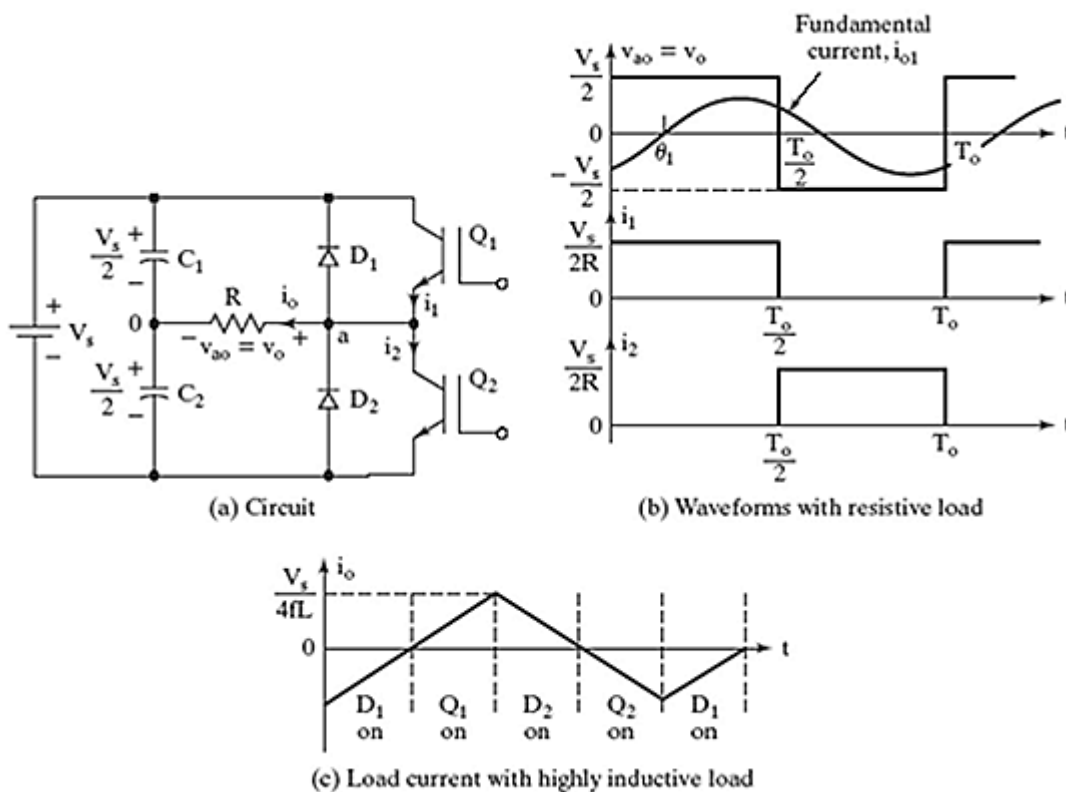 V_s/2
+
−
C_1
V_s
+
−
0
V_s/2
+
−
C_2
R
i_o
− v_ao = v_o +
a
D_1
D_2
Q_1
i_1
i_2
Q_2
(a) Circuit
Fundamental
current, i_o1
v_ao = v_o
V_s/2
0
−V_s/2
θ_1
T_o/2
T_o
t
i_1
V_s/2R
0
T_o/2
T_o
t
i_2
V_s/2R
0
T_o/2
T_o
t
(b) Waveforms with resistive load
i_o
V_s/4fL
0
t
D_1 on
Q_1 on
D_2 on
Q_2 on
D_1 on
(c) Load current with highly inductive load